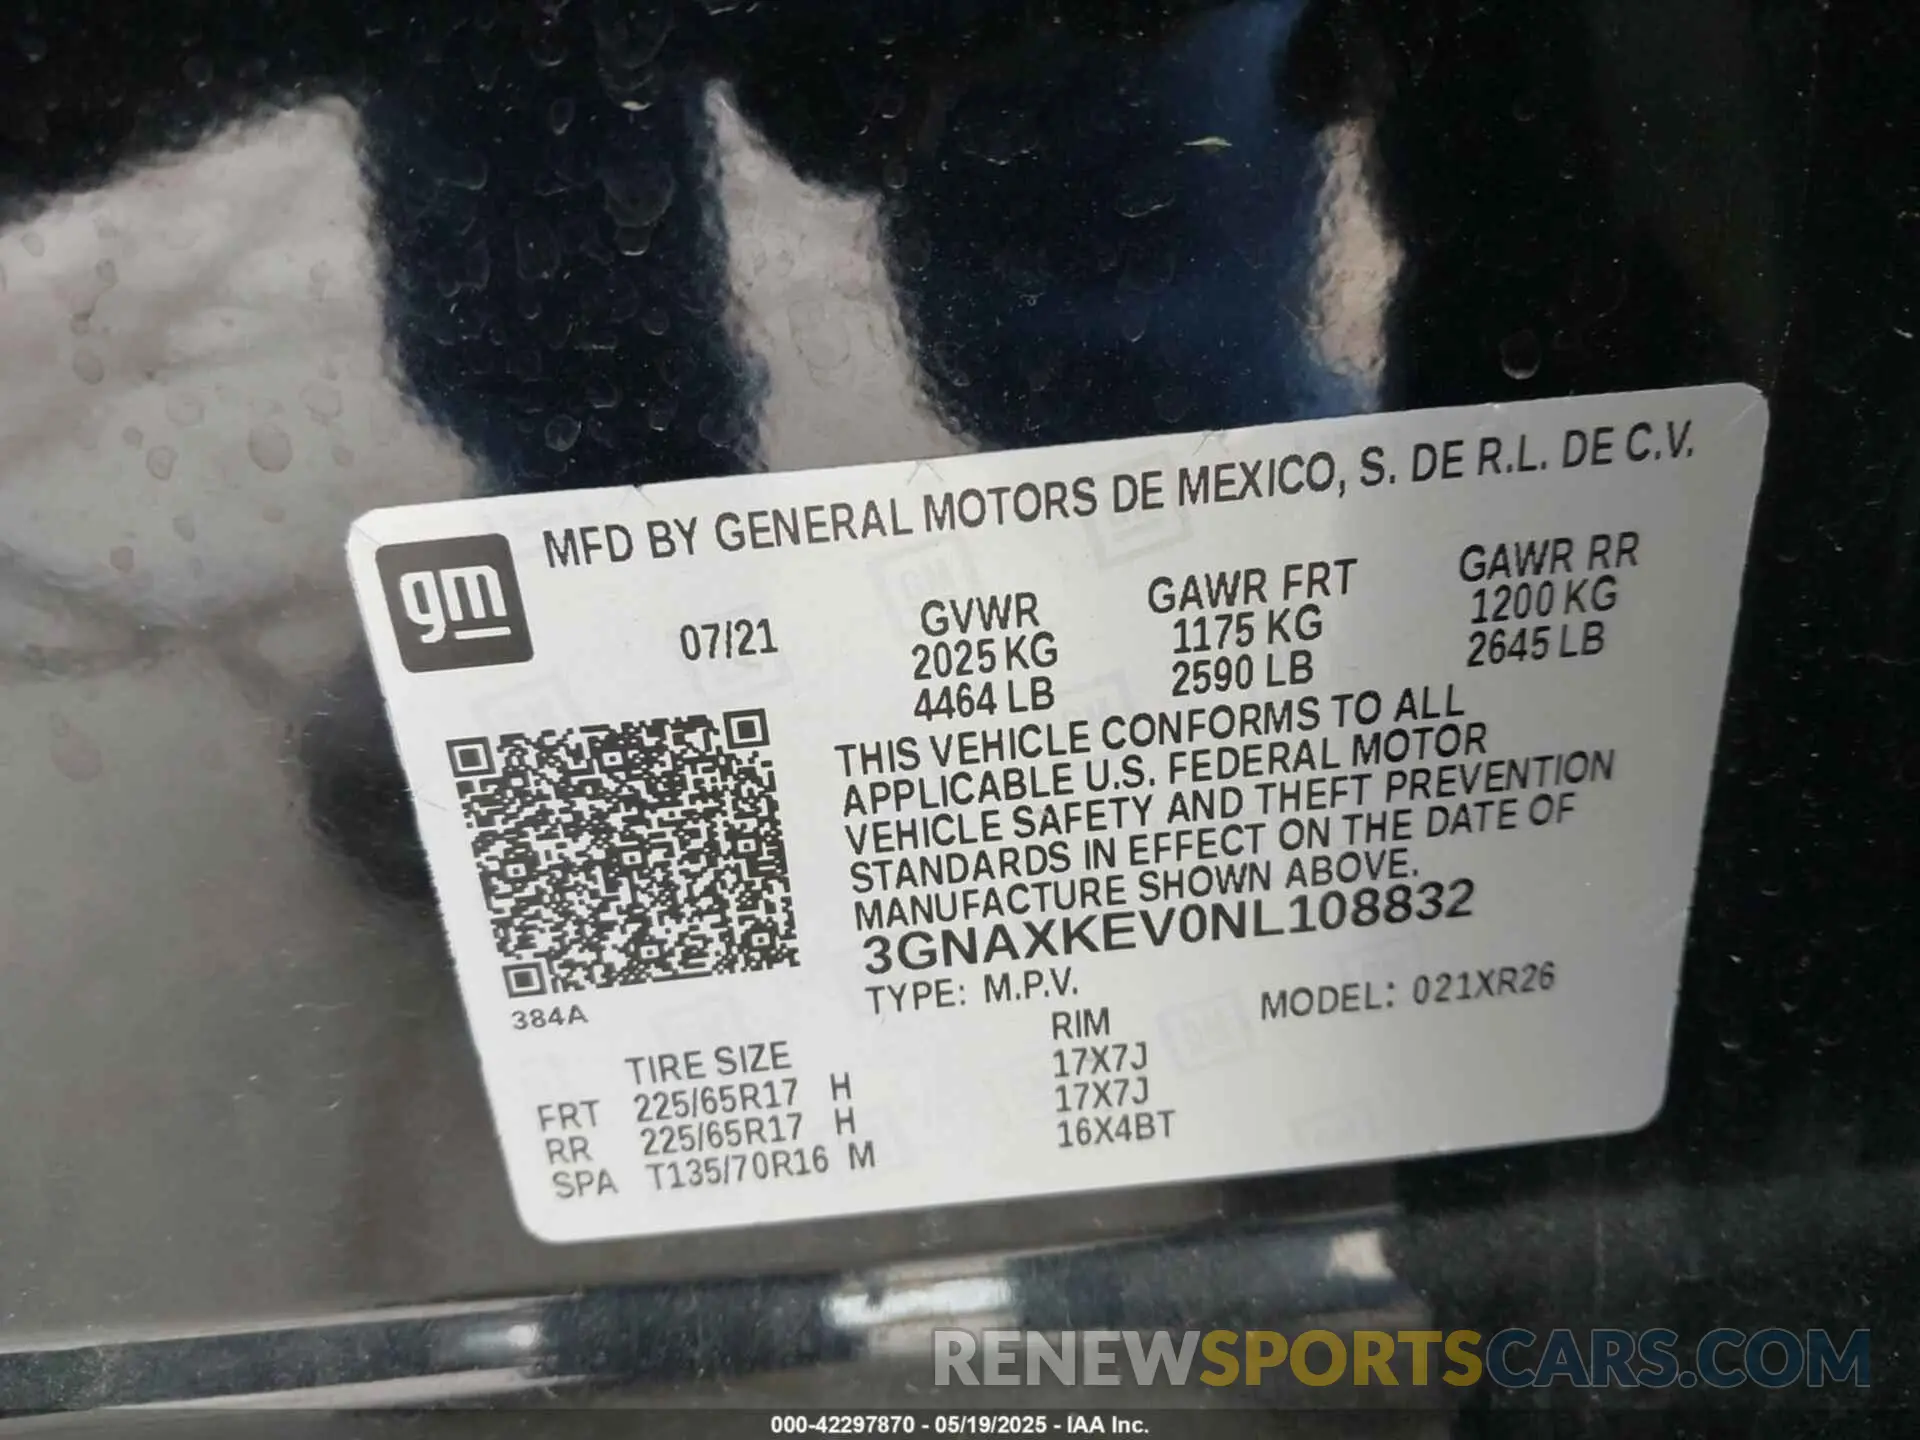 gm
MFD BY GENERAL MOTORS DE MEXICO, S. DE R.L. DE C.V.
07/21
GVWR GAWR FRT GAWR RR
2025 KG 1175 KG 1200 KG
4464 LB 2590 LB 2645 LB
THIS VEHICLE CONFORMS TO ALL
APPLICABLE U.S. FEDERAL MOTOR
VEHICLE SAFETY AND THEFT PREVENTION
STANDARDS IN EFFECT ON THE DATE OF
MANUFACTURE SHOWN ABOVE.
3GNAXKEV0NL108832
TYPE: M.P.V. MODEL: 021XR26
384A
TIRE SIZE RIM
FRT 225/65R17 H 17X7J
RR 225/65R17 H 17X7J
SPA T135/70R16 M 16X4BT
RENEWSPORTSCARS.COM
000-42297870 - 05/19/2025 - IAA Inc.